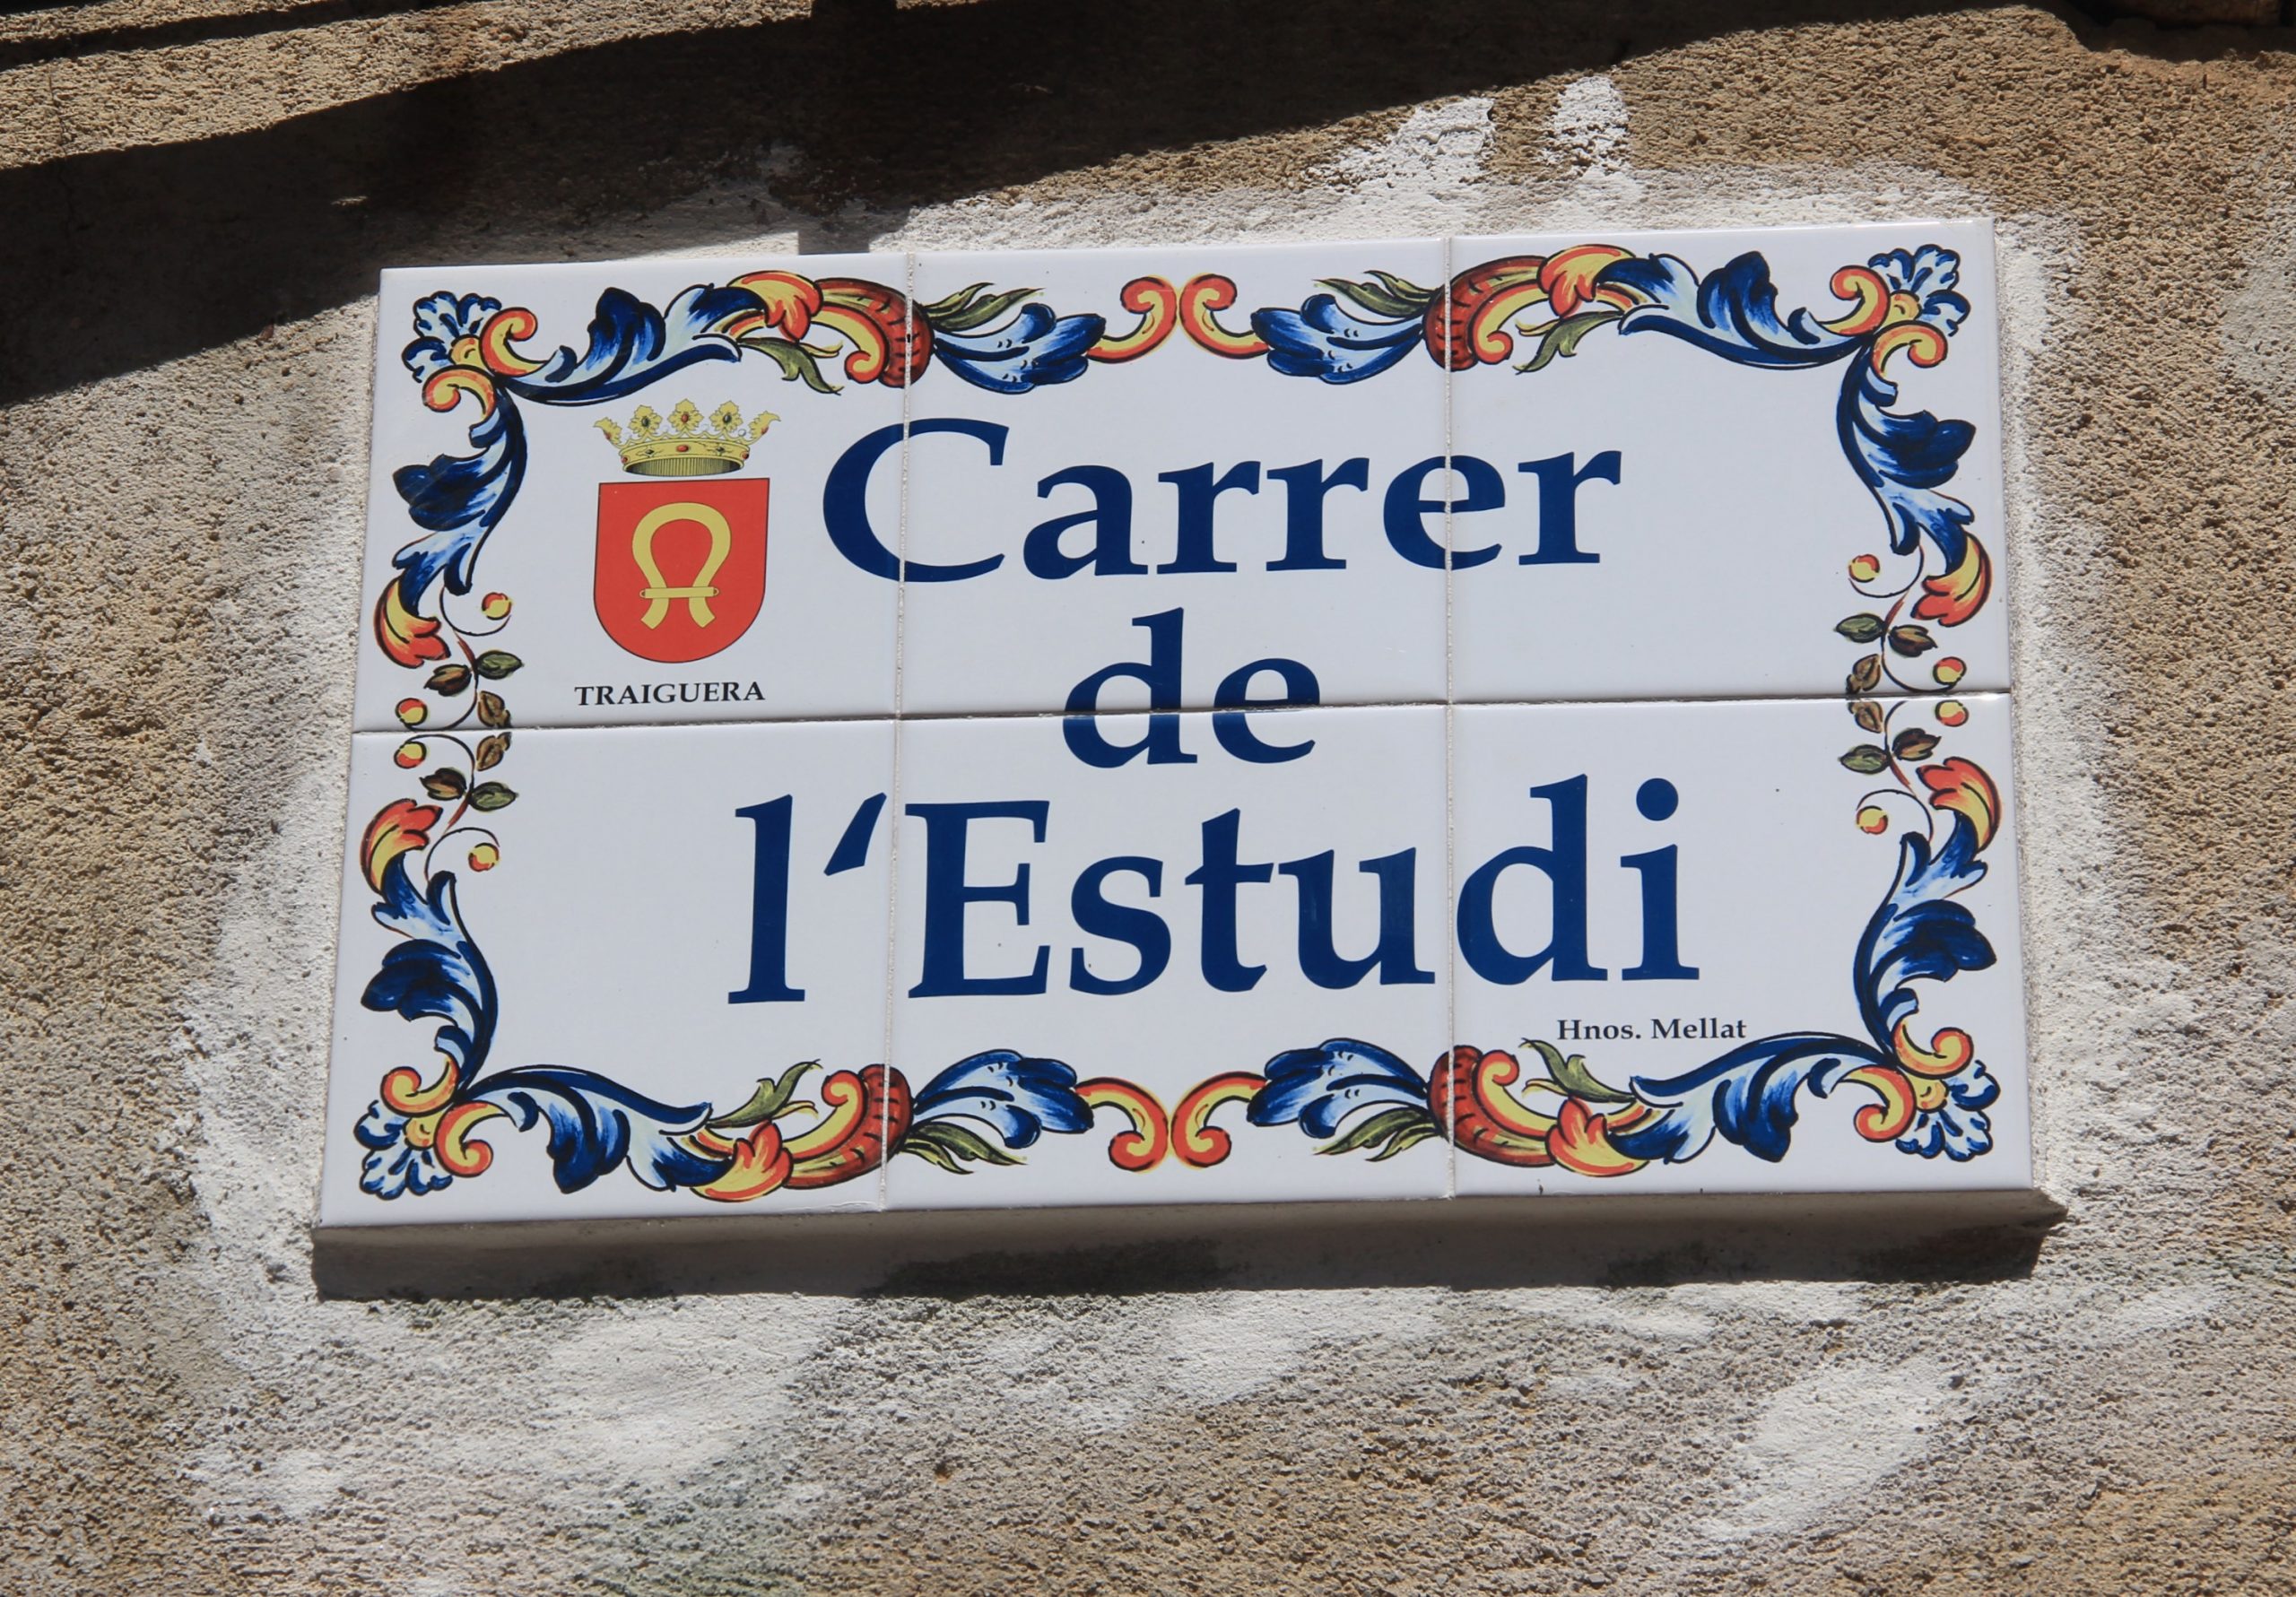 Carrer
TRAIGUERA
de
l‘Estudi
Hnos. Mellat